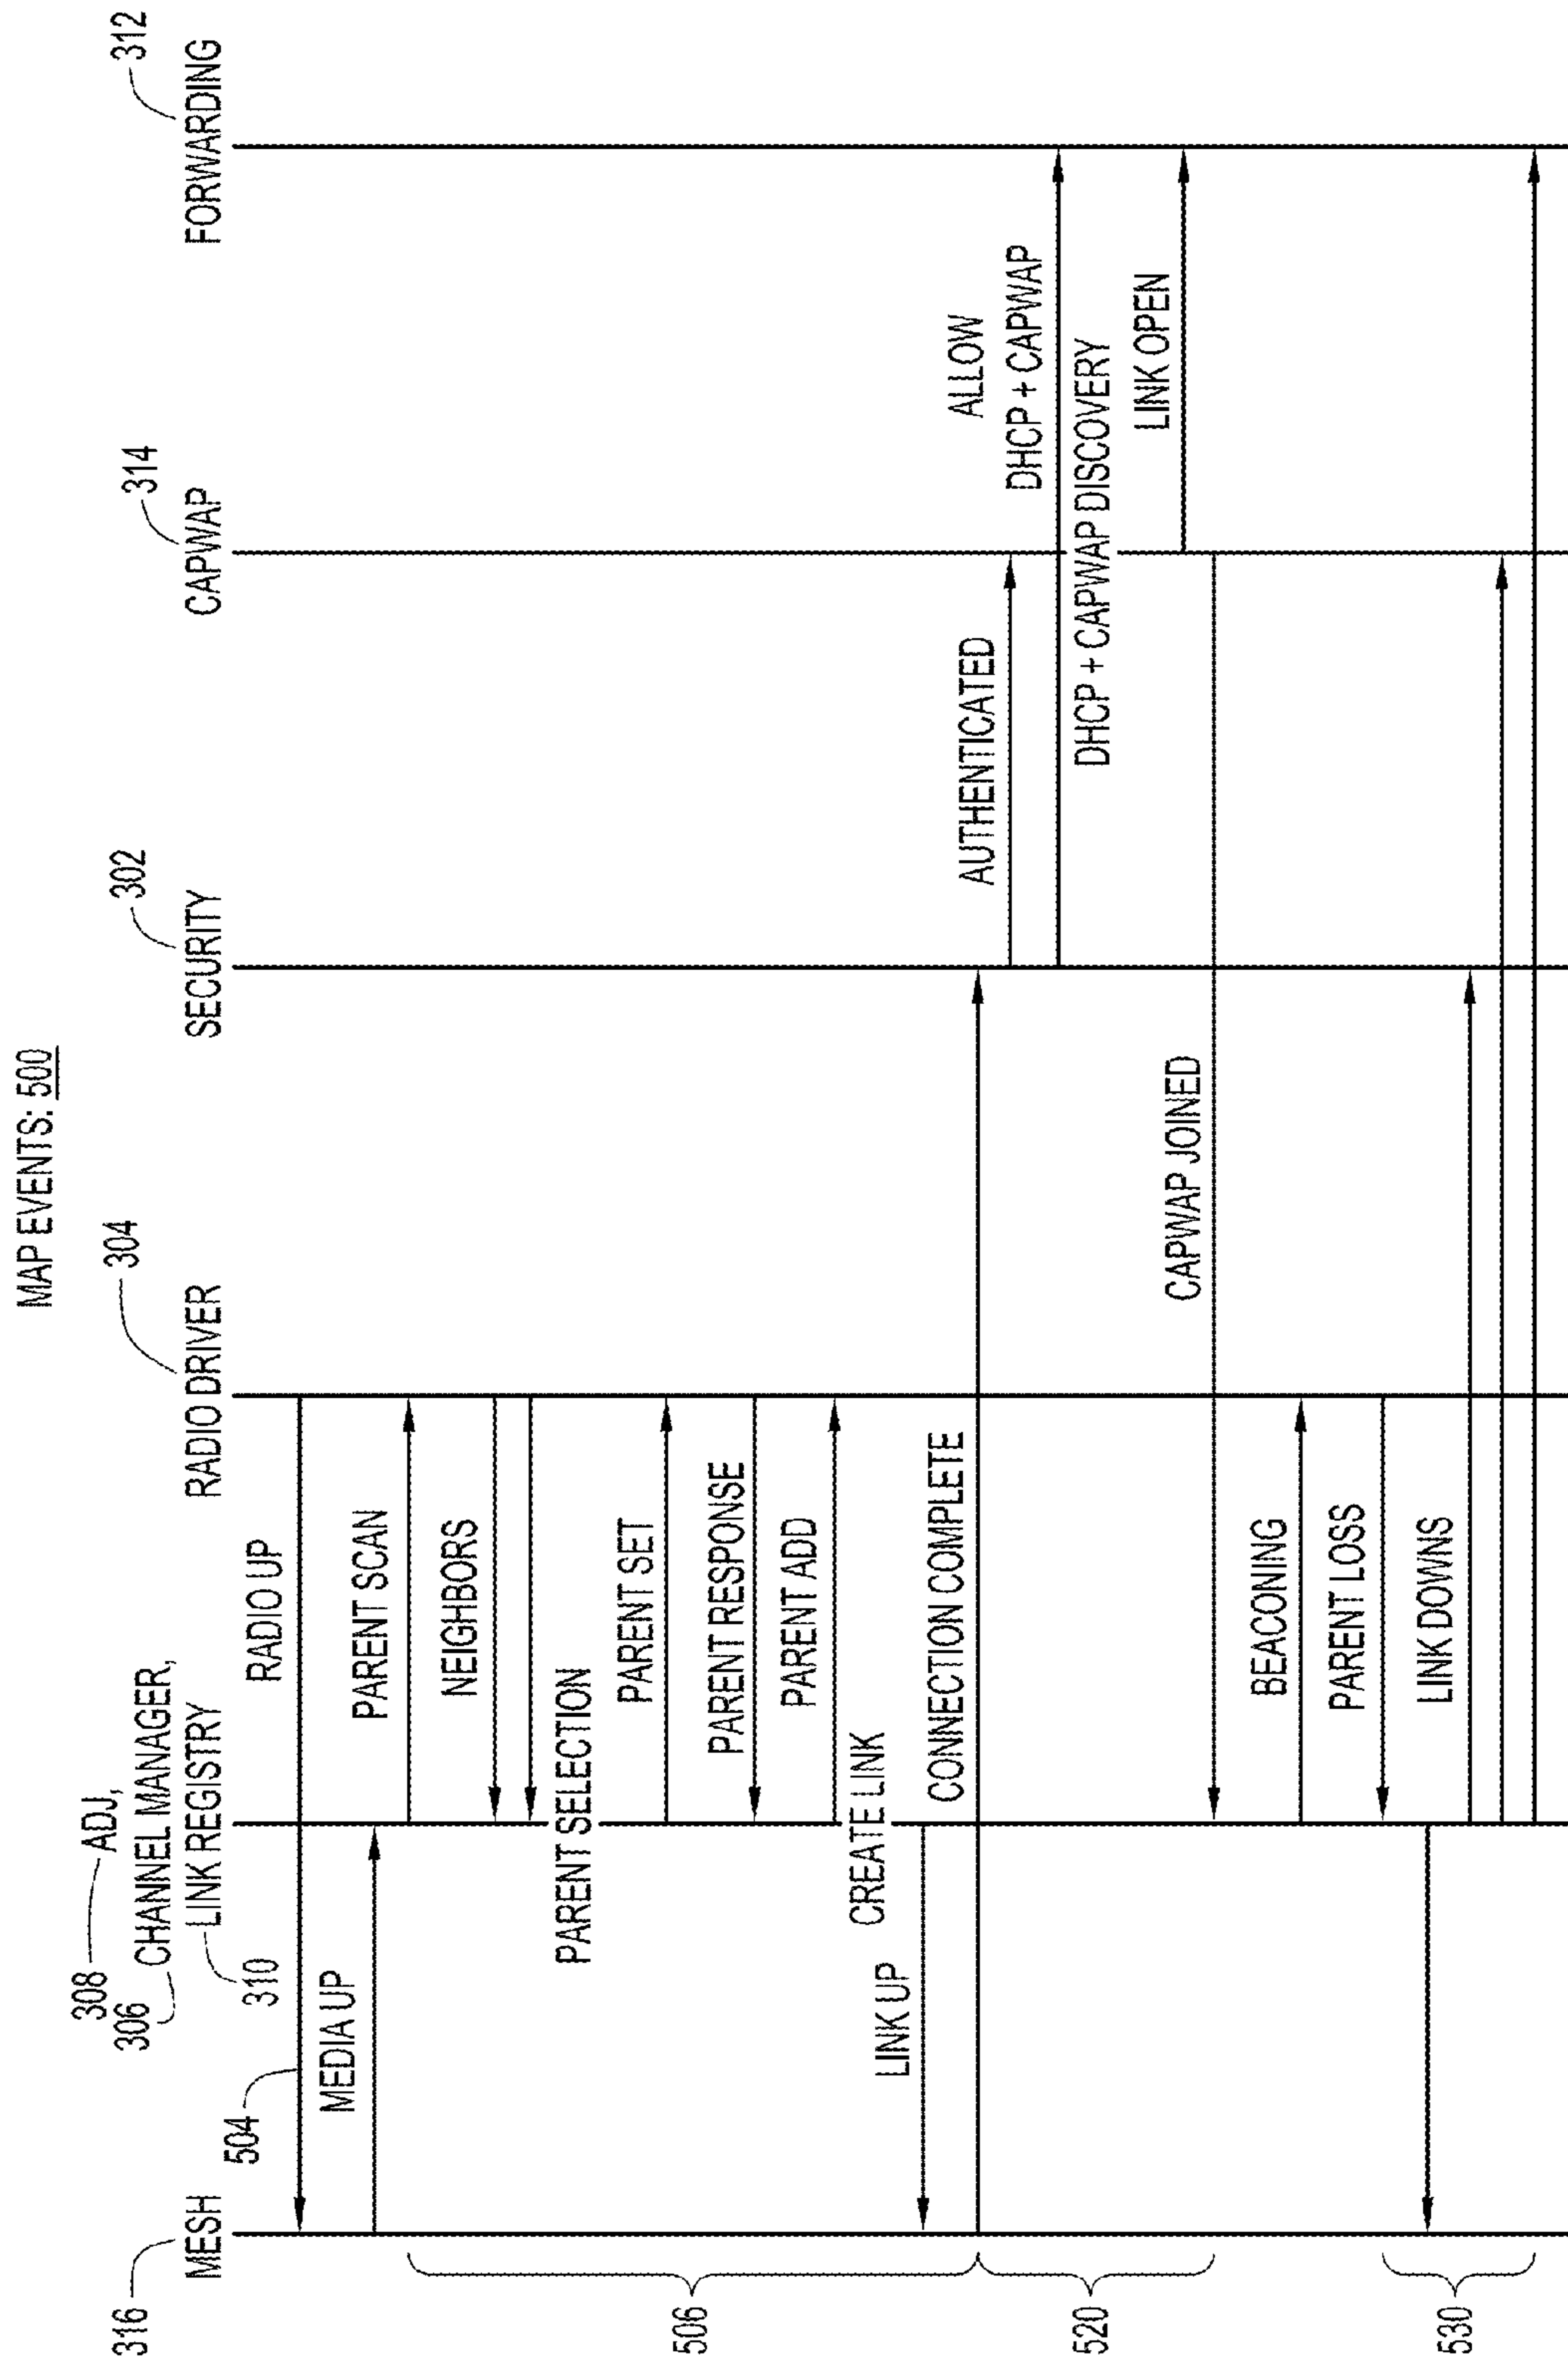 MAP EVENTS: 500
316
MESH
308
ADJ,
306
CHANNEL MANAGER,
310
LINK REGISTRY
304
RADIO DRIVER
302
SECURITY
314
CAPWAP
312
FORWARDING
504
RADIO UP
MEDIA UP
PARENT SCAN
NEIGHBORS
PARENT SELECTION
PARENT SET
506
PARENT RESPONSE
PARENT ADD
CREATE LINK
LINK UP
CONNECTION COMPLETE
AUTHENTICATED
ALLOW
DHCP + CAPWAP
DHCP + CAPWAP DISCOVERY
520
LINK OPEN
CAPWAP JOINED
BEACONING
PARENT LOSS
LINK DOWNS
530